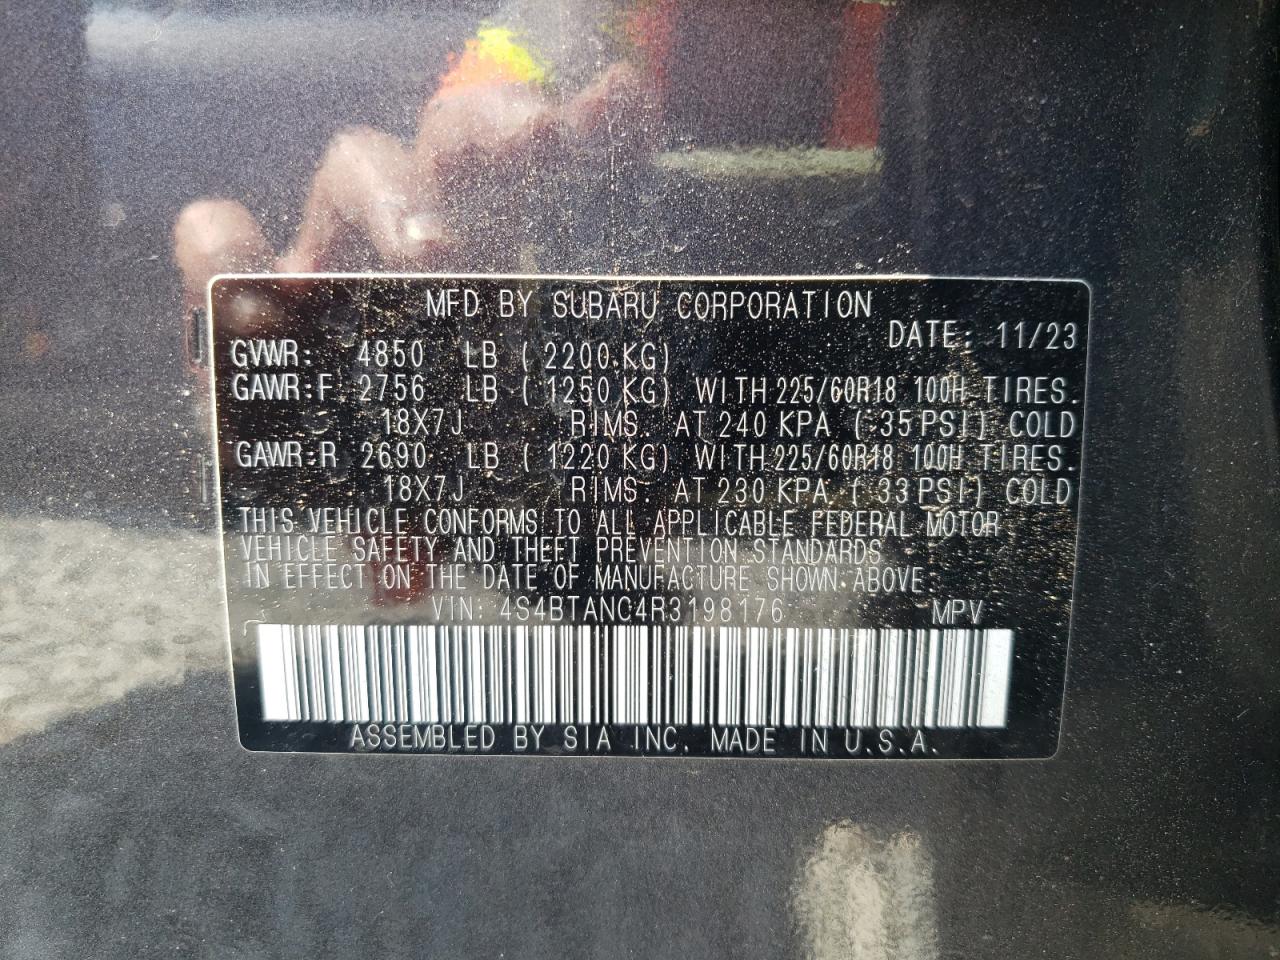 MFD BY SUBARU CORPORATION
DATE: 11/23
GVWR: 4850 LB ( 2200 KG)
GAWR:F 2756 LB ( 1250 KG) WITH 225/60R18 100H TIRES.
18X7J RIMS. AT 240 KPA ( 35 PSI) COLD
GAWR:R 2690 LB ( 1220 KG) WITH 225/60R18 100H TIRES.
18X7J RIMS. AT 230 KPA ( 33 PSI) COLD
THIS VEHICLE CONFORMS TO ALL APPLICABLE FEDERAL MOTOR
VEHICLE SAFETY AND THEFT PREVENTION STANDARDS
IN EFFECT ON THE DATE OF MANUFACTURE SHOWN ABOVE.
VIN: 4S4BTANC4R3198176 MPV
ASSEMBLED BY SIA INC. MADE IN U.S.A.